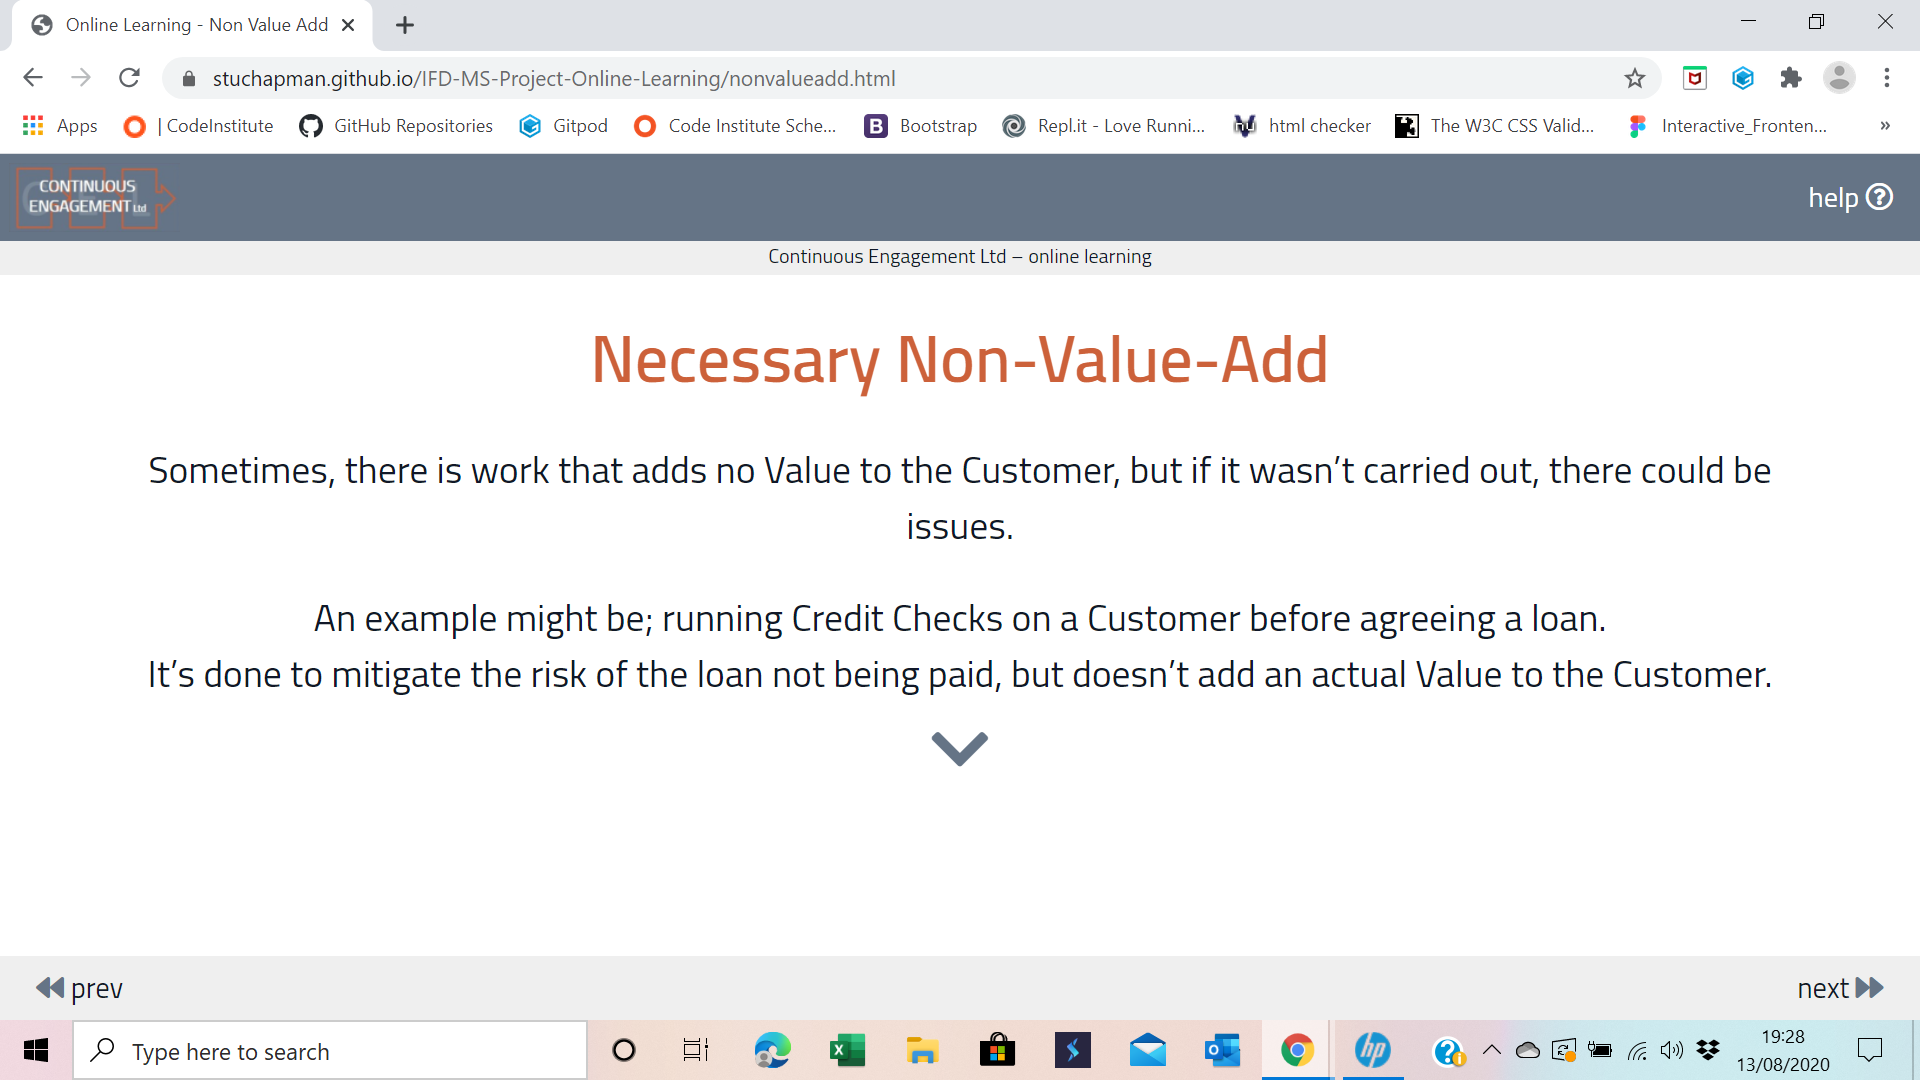 Online Learning - Non Value Add
stuchapman.github.io/IFD-MS-Project-Online-Learning/nonvalueadd.html
Apps
| CodeInstitute
GitHub Repositories
Gitpod
Code Institute Sche...
B
Bootstrap
Repl.it - Love Runni...
html checker
The W3C CSS Valid...
Interactive_Fronten...
»
CONTINUOUS
ENGAGEMENT Ltd
help ?
Continuous Engagement Ltd – online learning
Necessary Non-Value-Add
Sometimes, there is work that adds no Value to the Customer, but if it wasn’t carried out, there could be
issues.
An example might be; running Credit Checks on a Customer before agreeing a loan.
It’s done to mitigate the risk of the loan not being paid, but doesn’t add an actual Value to the Customer.
prev
next
Type here to search
hp
19:28
13/08/2020